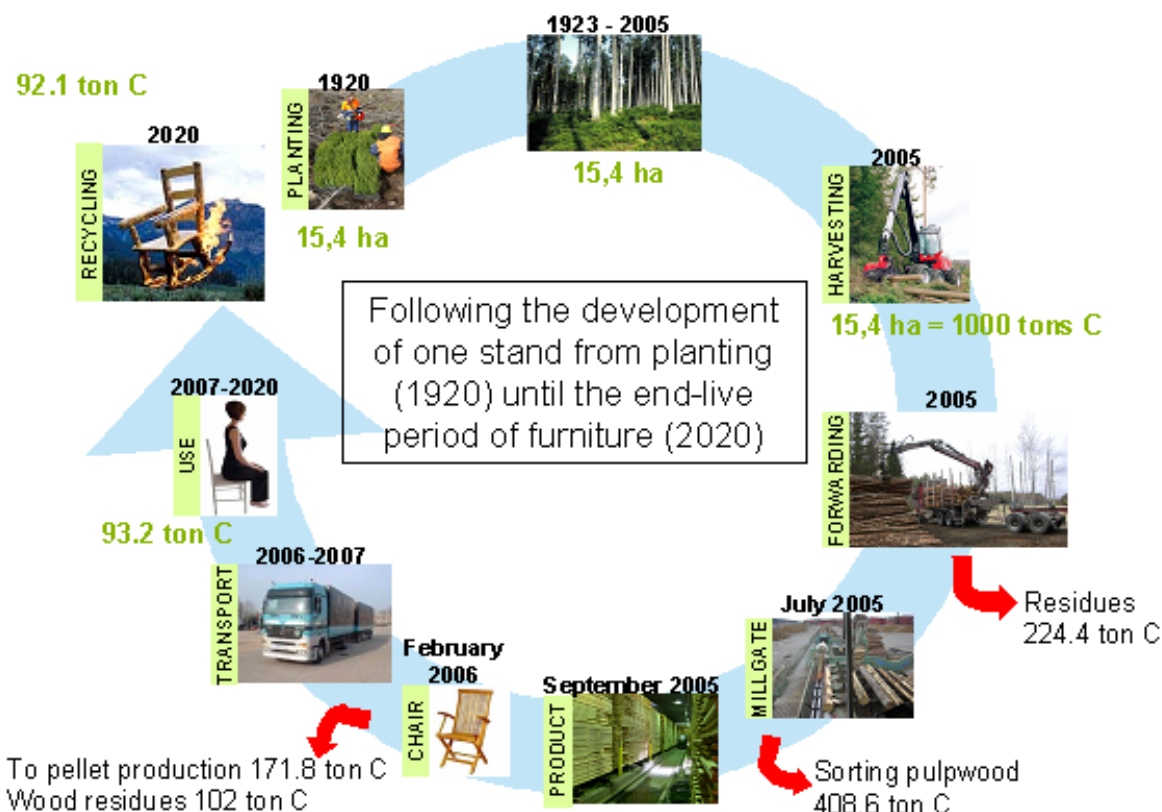 1923 - 2005
92.1 ton C
1920
PLANTING
15,4 ha
15,4 ha
2005
HARVESTING
15,4 ha = 1000 tons C
2020
RECYCLING
Following the development
of one stand from planting
(1920) until the end-live
period of furniture (2020)
2005
FORWARDING
Residues
224.4 ton C
July 2005
MILLGATE
Sorting pulpwood
408.6 ton C
September 2005
PRODUCT
February
2006
CHAIR
To pellet production 171.8 ton C
Wood residues 102 ton C
2006-2007
TRANSPORT
2007-2020
USE
93.2 ton C